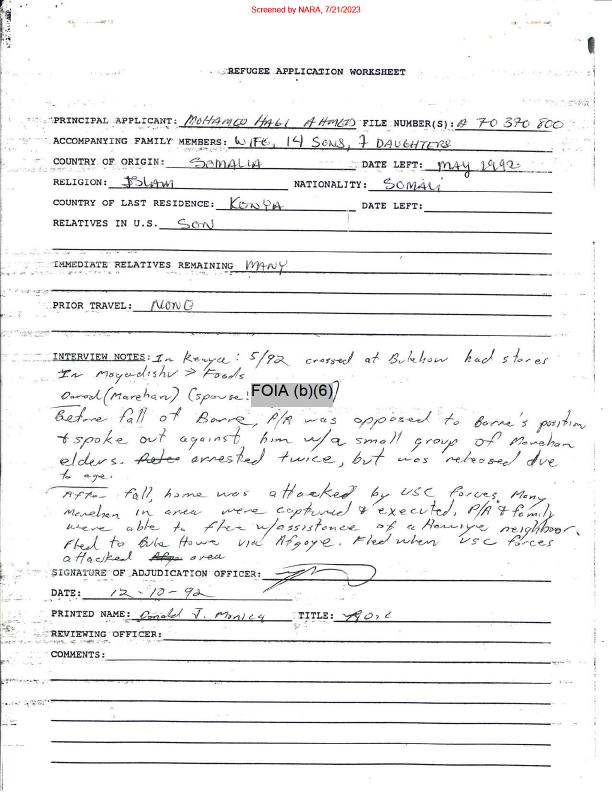 Screened by NARA, 7/21/2023
REFUGEE APPLICATION WORKSHEET
PRINCIPAL APPLICANT: MOHAMED HAGI AHMED FILE NUMBER(S): A 70 370 800
ACCOMPANYING FAMILY MEMBERS: WIFE, 14 SONS, 7 DAUGHTERS
COUNTRY OF ORIGIN: SOMALIA DATE LEFT: MAY 1992
RELIGION: ISLAM NATIONALITY: SOMALI
COUNTRY OF LAST RESIDENCE: KENYA DATE LEFT:
RELATIVES IN U.S. SON
IMMEDIATE RELATIVES REMAINING MANY
PRIOR TRAVEL: NONE
INTERVIEW NOTES: In Kenya: 5/92 crossed at Bulahow had stores
In Mogadishu > Foods
Darod (Marehan) (spouse: FOIA (b)(6))
Before fall of Barre, P/A was opposed to Barre's position
+ spoke out against him w/a small group of Marehan
elders. arrested twice, but was released due
to age.
After fall, home was attacked by USC forces. Many
Marehan in area were captured & executed. P/A & family
were able to flee w/assistance of a Hawiye neighbor.
Fled to Bula Howe via Afgoye. Fled when USC forces
attacked Afgo area
SIGNATURE OF ADJUDICATION OFFICER:
DATE: 12-10-92
PRINTED NAME: Donald J. Monica TITLE:
REVIEWING OFFICER:
COMMENTS: